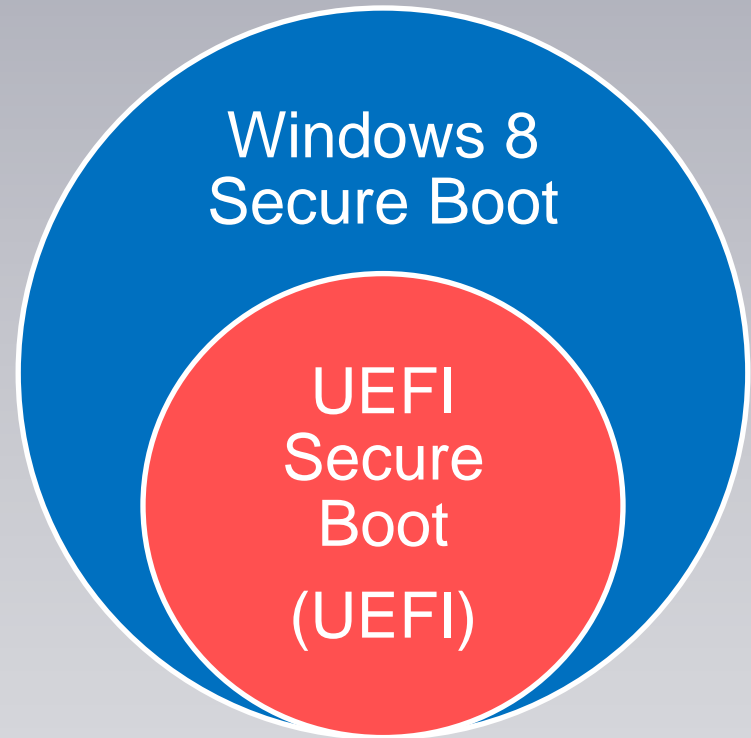 Windows 8
Secure Boot
UEFI
Secure
Boot
(UEFI)